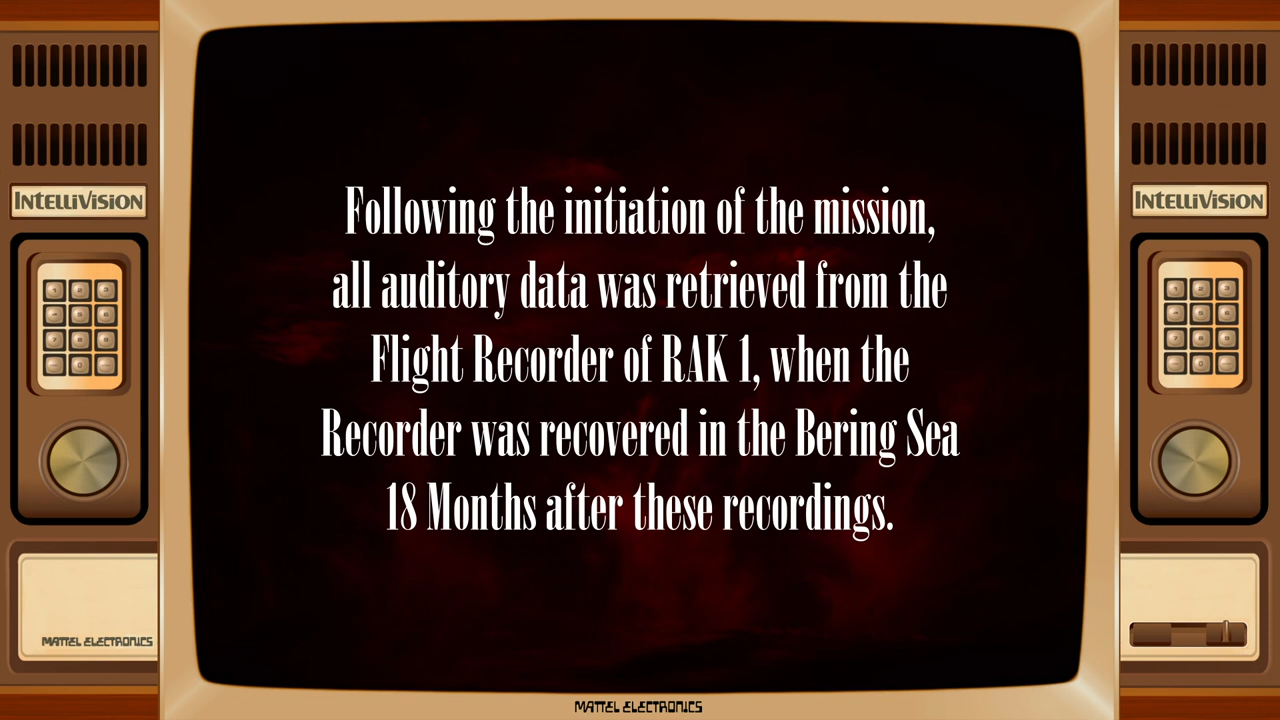 INTELLIVISION
INTELLIVISION
Following the initiation of the mission,
all auditory data was retrieved from the
Flight Recorder of RAK 1, when the
Recorder was recovered in the Bering Sea
18 Months after these recordings.
MATTEL ELECTRONICS
MATTEL ELECTRONICS